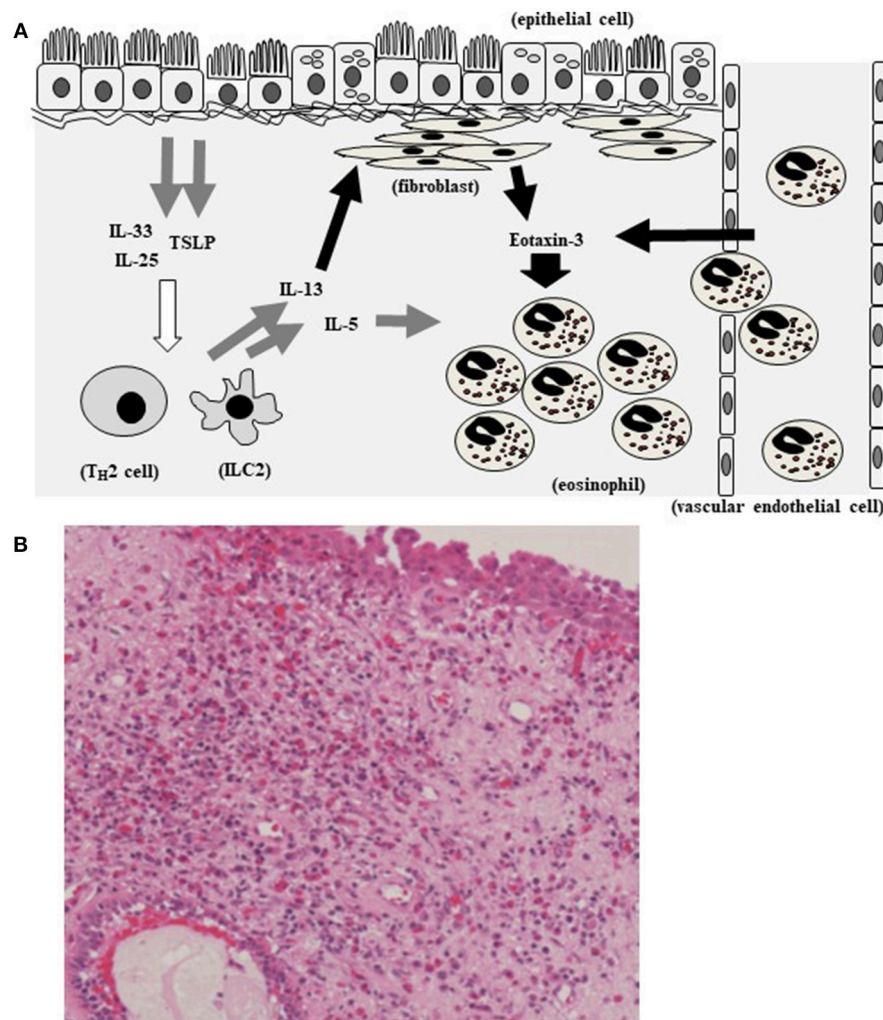 A
(epithelial cell)
(fibroblast)
IL-33
TSLP
IL-25
Eotaxin-3
IL-13
IL-5
(TH2 cell)
(ILC2)
(eosinophil)
(vascular endothelial cell)
B